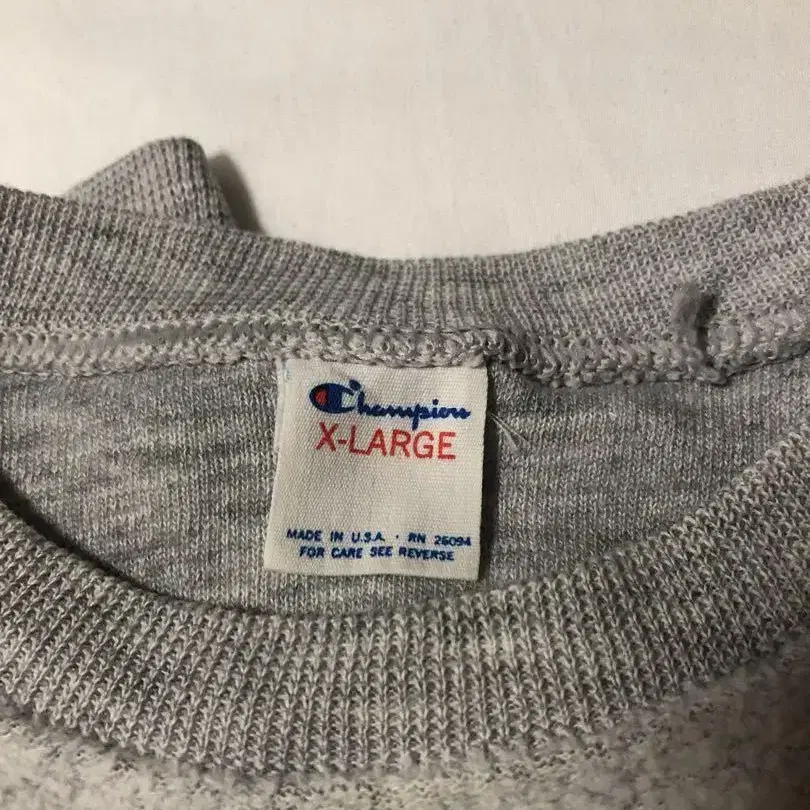 Champion
X-LARGE
MADE IN U.S.A. · RN 26094
FOR CARE SEE REVERSE